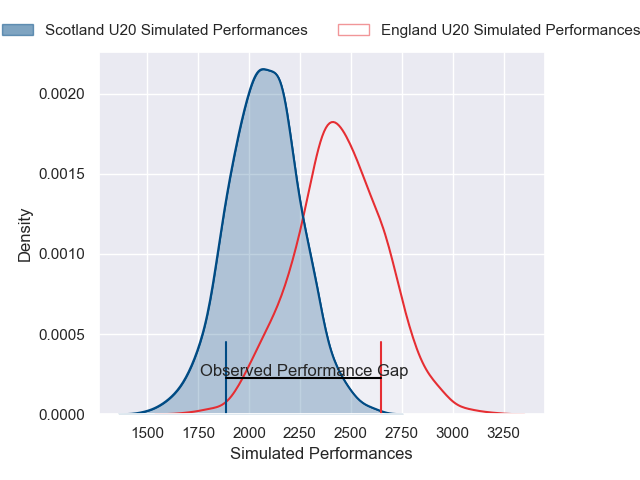 Scotland U20 Simulated Performances England U20 Simulated Performances
0.0020
0.0015
0.0010
0.0005
0.0000
Density
Observed Performance Gap
1500 1750 2000 2250 2500 2750 3000 3250
Simulated Performances